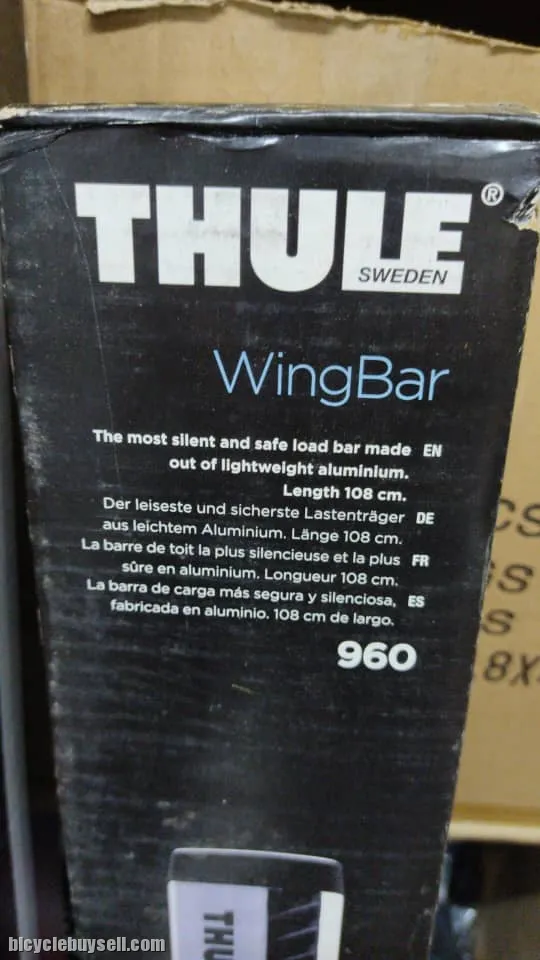 THULE®
SWEDEN
WingBar
The most silent and safe load bar made EN
out of lightweight aluminium.
Length 108 cm.
Der leiseste und sicherste Lastenträger DE
aus leichtem Aluminium. Länge 108 cm.
La barre de toit la plus silencieuse et la plus FR
sûre en aluminium. Longueur 108 cm.
La barra de carga más segura y silenciosa, ES
fabricada en aluminio. 108 cm de largo.
960
CS
SS
S
8X
THU
bicyclebuysell.com